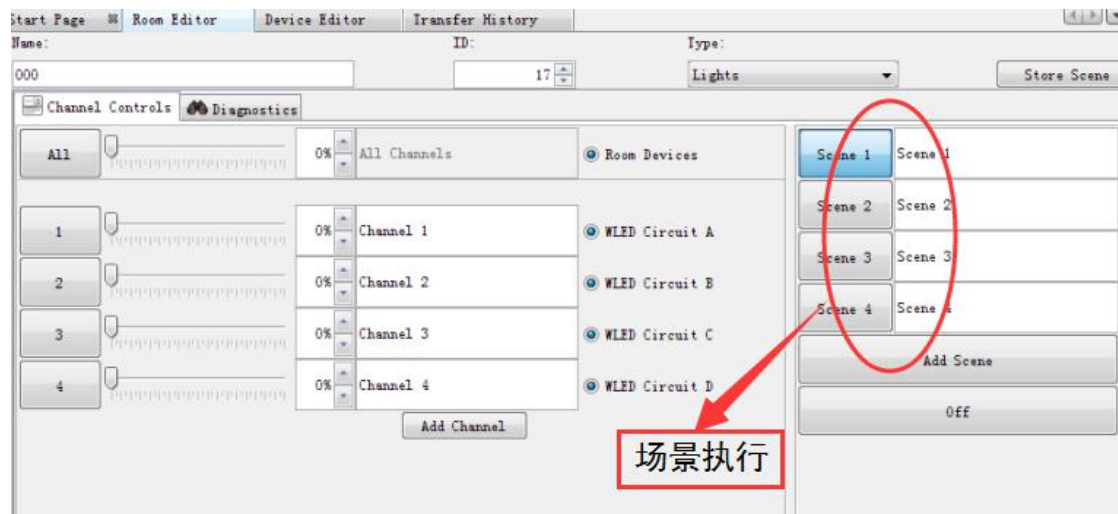 Start Page Room Editor Device Editor Transfer History
Name: ID: Type:
000 17 Lights Store Scene
Channel Controls Diagnostics
All 0% All Channels Room Devices Scene 1 Scene 1
Scene 2 Scene 2
1 0% Channel 1 WLED Circuit A
Scene 3 Scene 3
2 0% Channel 2 WLED Circuit B
Scene 4 Scene 4
3 0% Channel 3 WLED Circuit C
Add Scene
4 0% Channel 4 WLED Circuit D
Off
Add Channel
场景执行